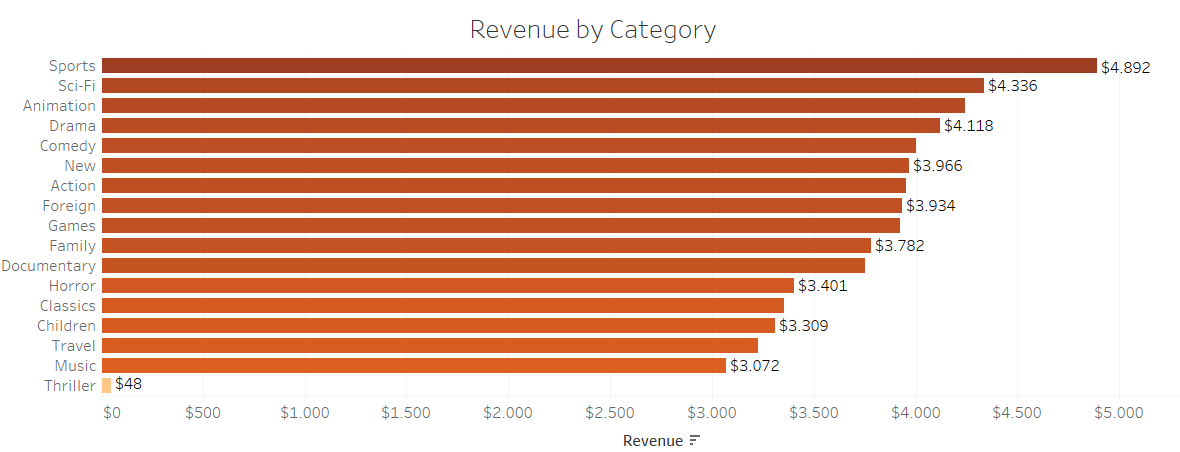 Revenue by Category
Sports $4.892
Sci-Fi $4.336
Animation
Drama $4.118
Comedy
New $3.966
Action
Foreign $3.934
Games
Family $3.782
Documentary
Horror $3.401
Classics
Children $3.309
Travel
Music $3.072
Thriller $48
$0 $500 $1.000 $1.500 $2.000 $2.500 $3.000 $3.500 $4.000 $4.500 $5.000
Revenue